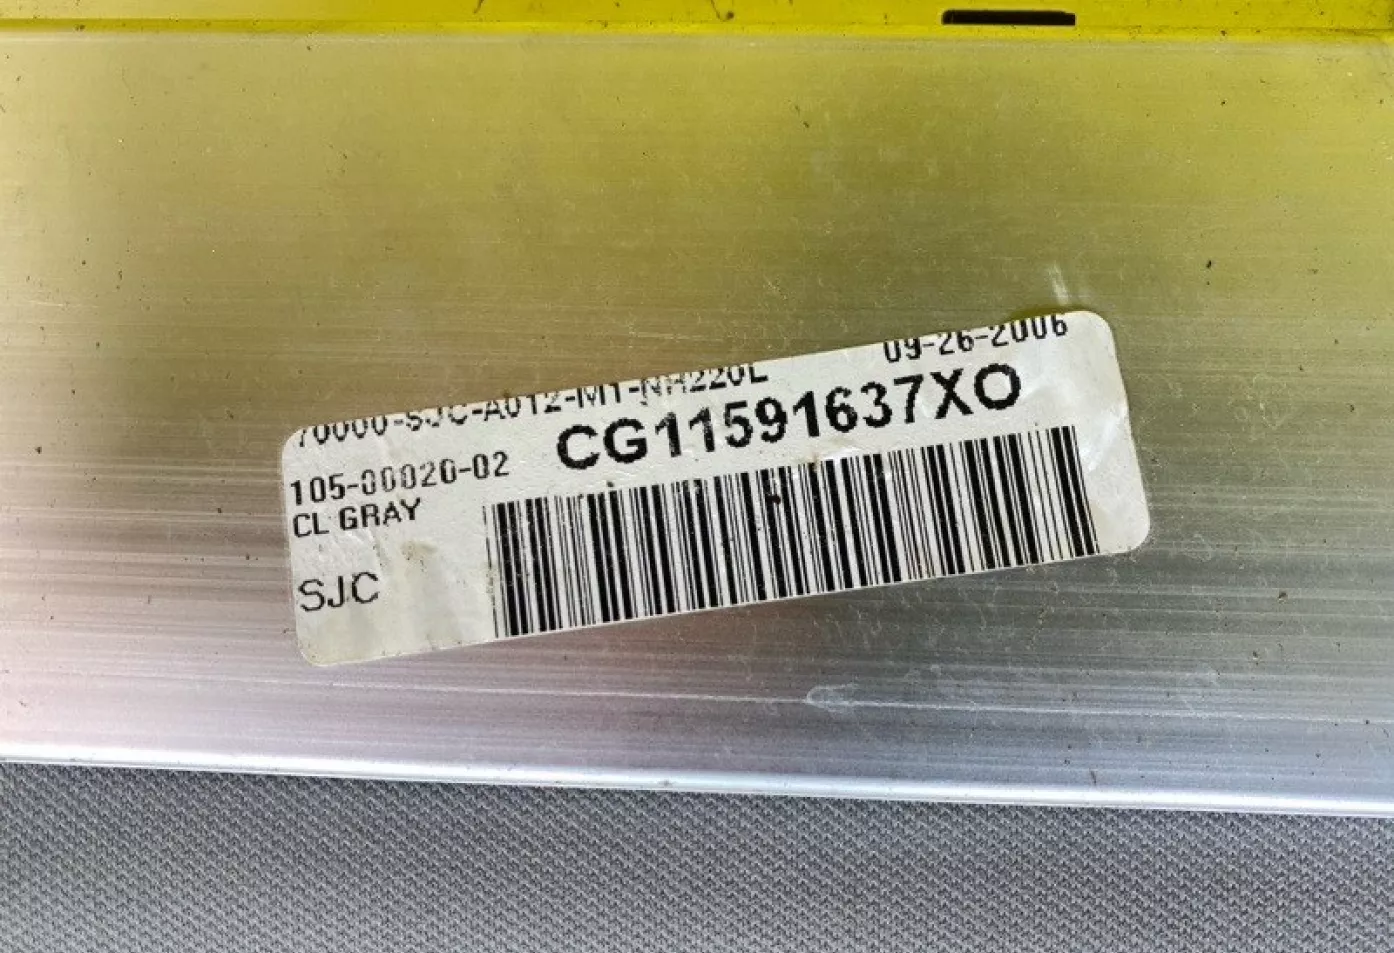 70000-SJC-A012-M1-NH220L 09-26-2006
105-00020-02 CG11591637XO
CL GRAY
SJC